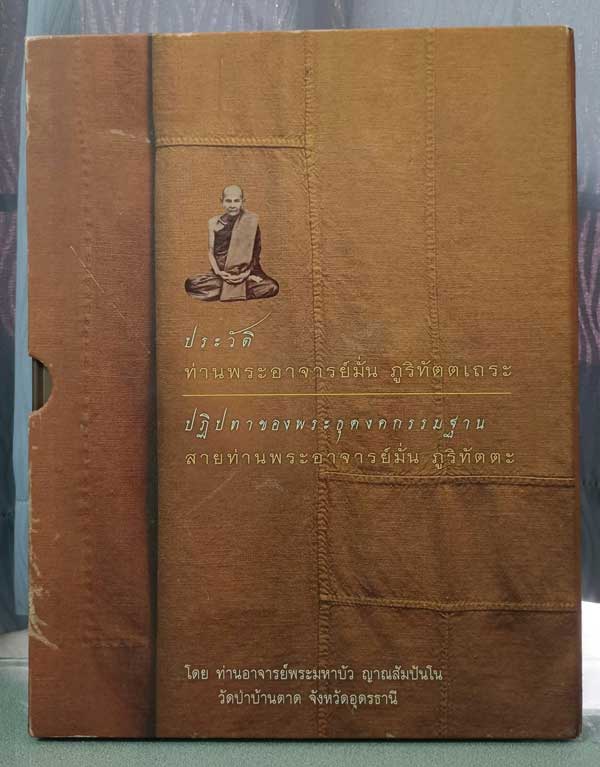 ประวัติ
ท่านพระอาจารย์มั่น ภูริทัตตเถระ
ปฏิปทาของพระธุดงคกรรมฐาน
สายท่านพระอาจารย์มั่น ภูริทัตตะ
โดย ท่านอาจารย์พระมหาบัว ญาณสัมปันโน
วัดป่าบ้านตาด จังหวัดอุดรธานี